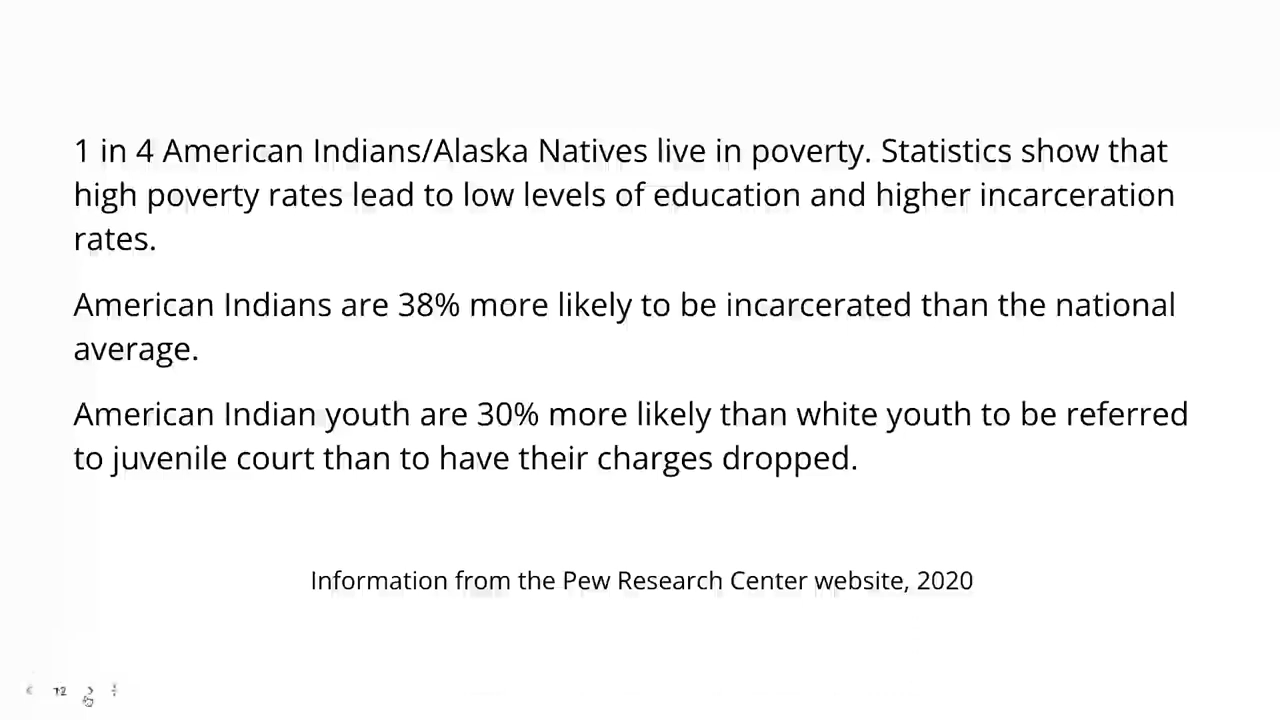 1 in 4 American Indians/Alaska Natives live in poverty. Statistics show that
high poverty rates lead to low levels of education and higher incarceration
rates.
American Indians are 38% more likely to be incarcerated than the national
average.
American Indian youth are 30% more likely than white youth to be referred
to juvenile court than to have their charges dropped.
Information from the Pew Research Center website, 2020
12